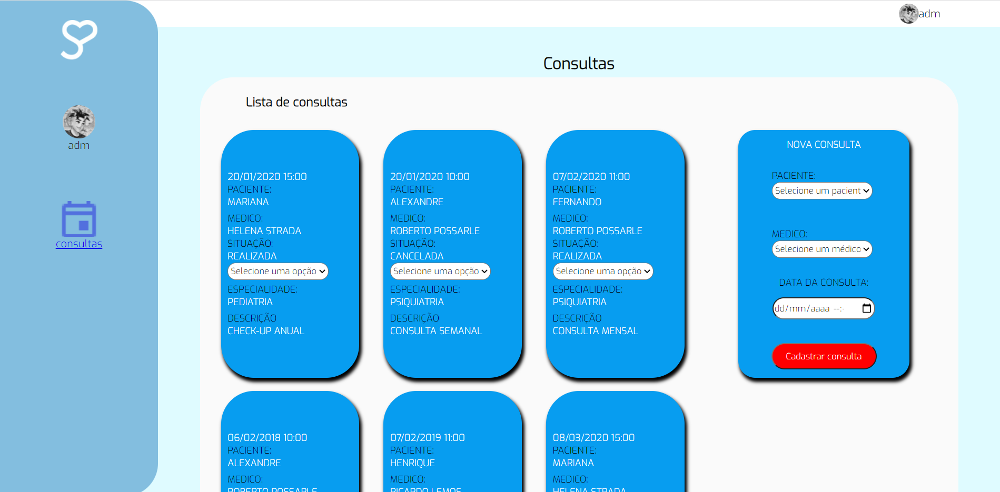 adm
adm
consultas
Consultas
Lista de consultas
20/01/2020 15:00
PACIENTE:
MARIANA
MEDICO:
HELENA STRADA
SITUAÇÃO:
REALIZADA
Selecione uma opção
ESPECIALIDADE:
PEDIATRIA
DESCRIÇÃO
CHECK-UP ANUAL
20/01/2020 10:00
PACIENTE:
ALEXANDRE
MEDICO:
ROBERTO POSSARLE
SITUAÇÃO:
CANCELADA
Selecione uma opção
ESPECIALIDADE:
PSIQUIATRIA
DESCRIÇÃO
CONSULTA SEMANAL
07/02/2020 11:00
PACIENTE:
FERNANDO
MEDICO:
ROBERTO POSSARLE
SITUAÇÃO:
REALIZADA
Selecione uma opção
ESPECIALIDADE:
PSIQUIATRIA
DESCRIÇÃO
CONSULTA MENSAL
NOVA CONSULTA
PACIENTE:
Selecione um pacient
MEDICO:
Selecione um médico
DATA DA CONSULTA:
dd/mm/aaaa --:-
Cadastrar consulta
06/02/2018 10:00
PACIENTE:
ALEXANDRE
MEDICO:
ROBERTO POSSARLE
07/02/2019 11:00
PACIENTE:
HENRIQUE
MEDICO:
RICARDO LEMOS
08/03/2020 15:00
PACIENTE:
MARIANA
MEDICO:
HELENA STRADA